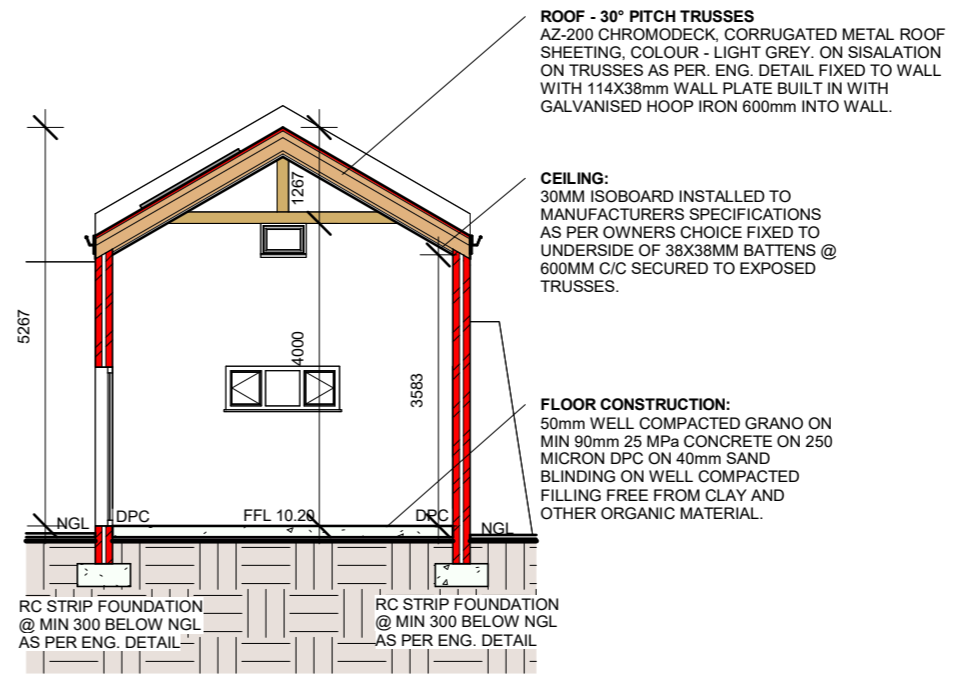 ROOF - 30° PITCH TRUSSES
AZ-200 CHROMODECK, CORRUGATED METAL ROOF
SHEETING, COLOUR - LIGHT GREY. ON SISALATION
ON TRUSSES AS PER. ENG. DETAIL FIXED TO WALL
WITH 114X38mm WALL PLATE BUILT IN WITH
GALVANISED HOOP IRON 600mm INTO WALL.
1267
CEILING:
30MM ISOBOARD INSTALLED TO
MANUFACTURERS SPECIFICATIONS
AS PER OWNERS CHOICE FIXED TO
UNDERSIDE OF 38X38MM BATTENS @
600MM C/C SECURED TO EXPOSED
TRUSSES.
5267
4000
3583
FLOOR CONSTRUCTION:
50mm WELL COMPACTED GRANO ON
MIN 90mm 25 MPa CONCRETE ON 250
MICRON DPC ON 40mm SAND
BLINDING ON WELL COMPACTED
FILLING FREE FROM CLAY AND
OTHER ORGANIC MATERIAL.
NGL DPC FFL 10.20 DPC NGL
RC STRIP FOUNDATION
@ MIN 300 BELOW NGL
AS PER ENG. DETAIL
RC STRIP FOUNDATION
@ MIN 300 BELOW NGL
AS PER ENG. DETAIL